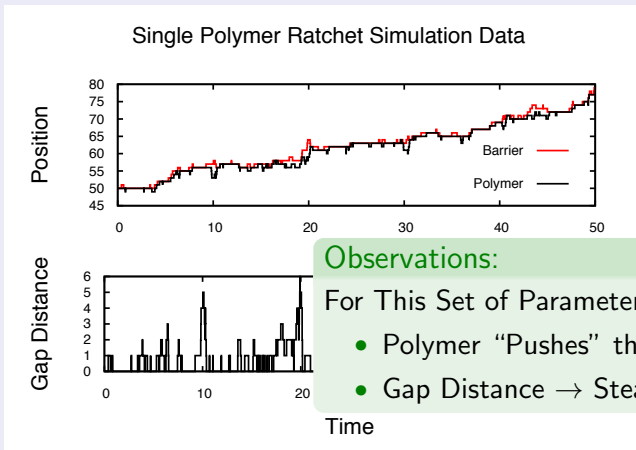 Single Polymer Ratchet Simulation Data
Position
80
75
70
65
60
55
50
45
Barrier
Polymer
0 10 20 30 40 50
Gap Distance
6
5
4
3
2
1
0
0 10 20
Observations:
For This Set of Parameter
• Polymer “Pushes” th
• Gap Distance → Stea
Time